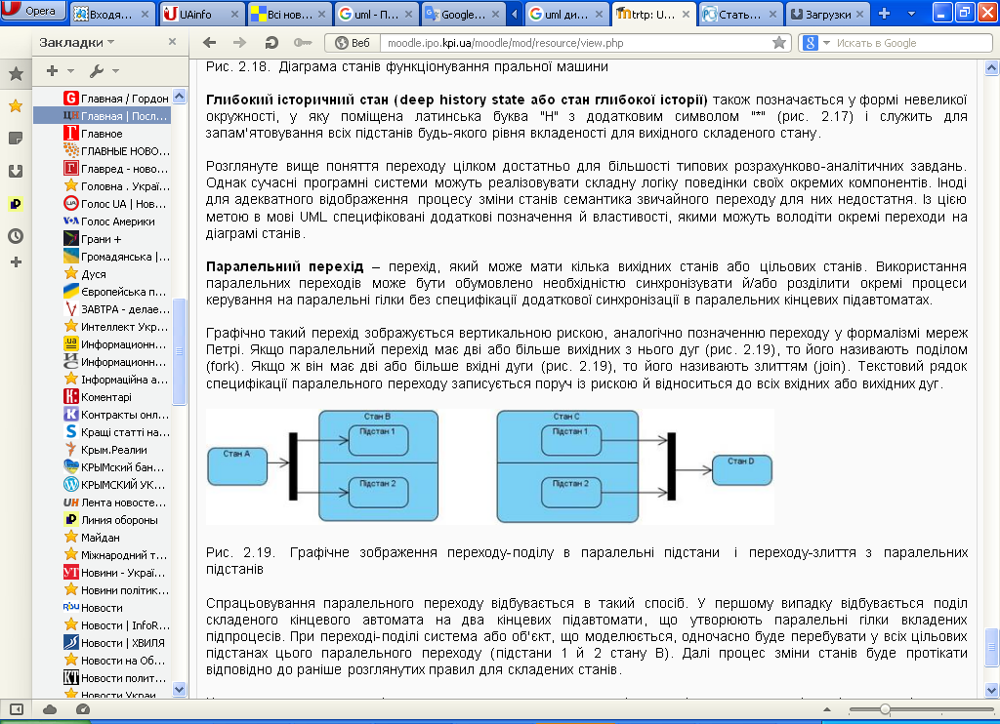 Opera
Входя...
UAinfo
Всі нов...
uml - П...
Google...
uml ди...
trtp: U...
Стать...
Загрузки
Закладки
Веб
moodle.ipo.kpi.ua/moodle/mod/resource/view.php
Искать в Google
Главная / Гордон
Главная | Посл...
Главное
ГЛАВНЫЕ НОВО...
Главред - ново...
Головна . Украї...
Голос UA | Нов...
Голос Америки
Грани +
Громадянська |...
Дуся
Європейська п...
ЗАВТРА - делае...
Интеллект Укр...
Информационн...
Информационн...
Інформаційна а...
Коментарі
Контракты онл...
Кращі статті на...
Крым.Реалии
КРЫМский бан...
КРЫМСКИЙ УК...
Лента новосте...
Линия обороны
Майдан
Міжнародний т...
Новини - Украї...
Новини політик...
Новости
Новости | InfoR...
Новости | ХВИЛЯ
Новости на Об...
Новости полит...
Новости Украи...
Рис. 2.18. Діаграма станів функціонування пральної машини
Глибокий історичний стан (deep history state або стан глибокої історії) також позначається у формі невеликої
окружності, у яку поміщена латинська буква "H" з додатковим символом "*" (рис. 2.17) і служить для
запам'ятовування всіх підстанів будь-якого рівня вкладеності для вихідного складеного стану.
Розглянуте вище поняття переходу цілком достатньо для більшості типових розрахунково-аналітичних завдань.
Однак сучасні програмні системи можуть реалізовувати складну логіку поведінки своїх окремих компонентів. Іноді
для адекватного відображення процесу зміни станів семантика звичайного переходу для них недостатня. Із цією
метою в мові UML специфіковані додаткові позначення й властивості, якими можуть володіти окремі переходи на
діаграмі станів.
Паралельний перехід – перехід, який може мати кілька вихідних станів або цільових станів. Використання
паралельних переходів може бути обумовлено необхідністю синхронізувати й/або розділити окремі процеси
керування на паралельні гілки без специфікації додаткової синхронізації в паралельних кінцевих підавтоматах.
Графічно такий перехід зображується вертикальною рискою, аналогічно позначенню переходу у формалізмі мереж
Петрі. Якщо паралельний перехід має дві або більше вихідних з нього дуг (рис. 2.19), то його називають поділом
(fork). Якщо ж він має дві або більше вхідні дуги (рис. 2.19), то його називають злиттям (join). Текстовий рядок
специфікації паралельного переходу записується поруч із рискою й відноситься до всіх вхідних або вихідних дуг.
Стан A
Стан B
Підстан 1
Підстан 2
Стан C
Підстан 1
Підстан 2
Стан D
Рис. 2.19. Графічне зображення переходу-поділу в паралельні підстани і переходу-злиття з паралельних
підстанів
Спрацьовування паралельного переходу відбувається в такий спосіб. У першому випадку відбувається поділ
складеного кінцевого автомата на два кінцевих підавтомати, що утворюють паралельні гілки вкладених
підпроцесів. При переході-поділі система або об'єкт, що моделюється, одночасно буде перебувати у всіх цільових
підстанах цього паралельного переходу (підстани 1 й 2 стану B). Далі процес зміни станів буде протікати
відповідно до раніше розглянутих правил для складених станів.